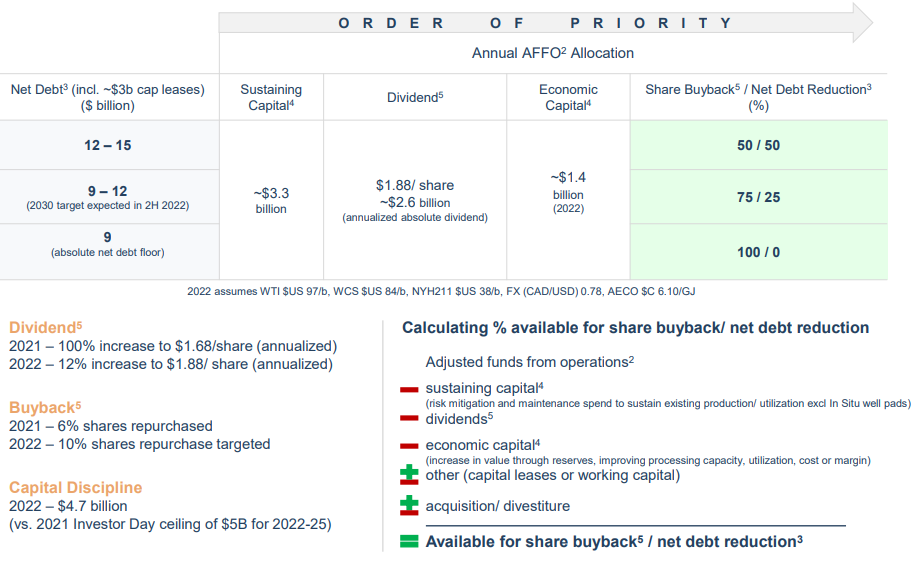 ORDER OF PRIORITY
Annual AFFO² Allocation
Net Debt³ (incl. ~$3b cap leases)
($ billion)
Sustaining
Capital⁴
Dividend⁵
Economic
Capital⁴
Share Buyback⁵ / Net Debt Reduction³
(%)
12 – 15
50 / 50
9 – 12
(2030 target expected in 2H 2022)
~$3.3
billion
$1.88/ share
~$2.6 billion
(annualized absolute dividend)
~$1.4
billion
(2022)
75 / 25
9
(absolute net debt floor)
100 / 0
2022 assumes WTI $US 97/b, WCS $US 84/b, NYH211 $US 38/b, FX (CAD/USD) 0.78, AECO $C 6.10/GJ
Dividend⁵
2021 – 100% increase to $1.68/share (annualized)
2022 – 12% increase to $1.88/ share (annualized)
Buyback⁵
2021 – 6% shares repurchased
2022 – 10% shares repurchase targeted
Capital Discipline
2022 – $4.7 billion
(vs. 2021 Investor Day ceiling of $5B for 2022-25)
Calculating % available for share buyback/ net debt reduction
Adjusted funds from operations²
sustaining capital⁴
(risk mitigation and maintenance spend to sustain existing production/ utilization excl In Situ well pads)
dividends⁵
economic capital⁴
(increase in value through reserves, improving processing capacity, utilization, cost or margin)
other (capital leases or working capital)
acquisition/ divestiture
Available for share buyback⁵ / net debt reduction³